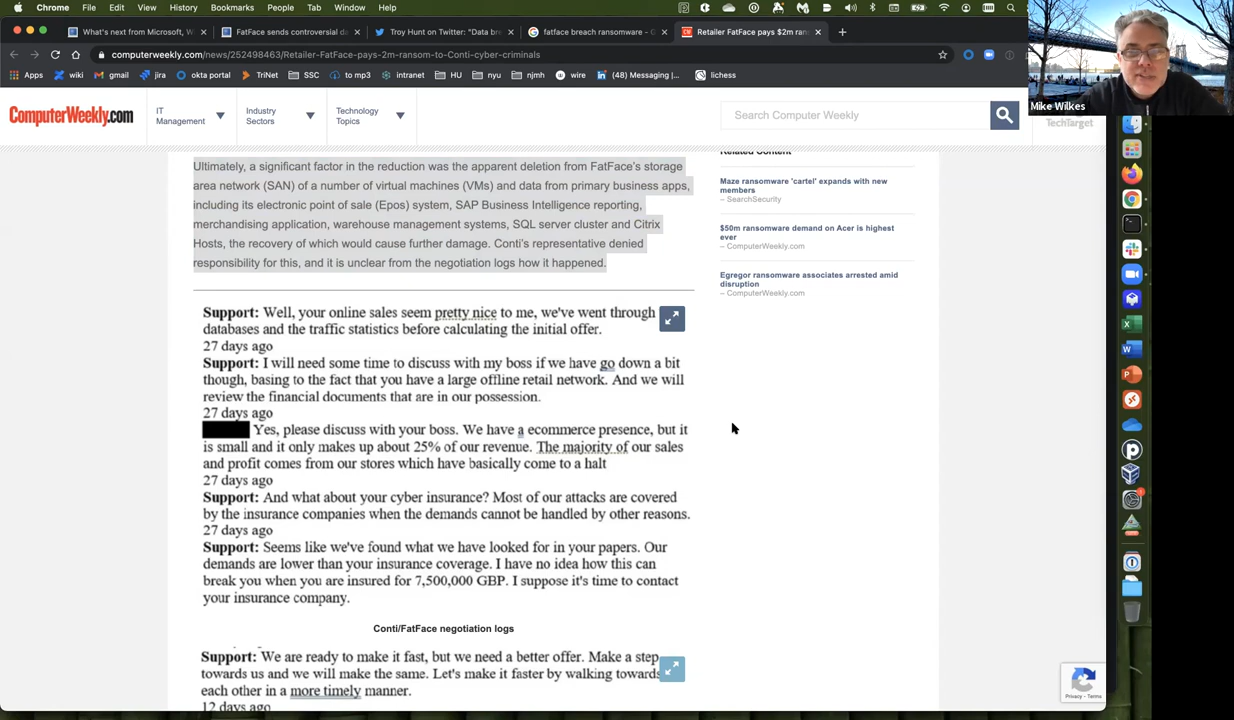 Chrome File Edit View History Bookmarks People Tab Window Help
What's next from Microsoft, W
FatFace sends controversial da
Troy Hunt on Twitter: "Data bre
fatface breach ransomware - G
Retailer FatFace pays $2m ran
computerweekly.com/news/252498463/Retailer-FatFace-pays-2m-ransom-to-Conti-cyber-criminals
Apps wiki gmail jira okta portal TriNet SSC to mp3 intranet HU nyu njmh wire (48) Messaging |... lichess
Mike Wilkes
ComputerWeekly.com
IT Management
Industry Sectors
Technology Topics
Search Computer Weekly
TechTarget
Ultimately, a significant factor in the reduction was the apparent deletion from FatFace's storage
area network (SAN) of a number of virtual machines (VMs) and data from primary business apps,
including its electronic point of sale (Epos) system, SAP Business Intelligence reporting,
merchandising application, warehouse management systems, SQL server cluster and Citrix
Hosts, the recovery of which would cause further damage. Conti's representative denied
responsibility for this, and it is unclear from the negotiation logs how it happened.
Support: Well, your online sales seem pretty nice to me, we've went through
databases and the traffic statistics before calculating the initial offer.
27 days ago
Support: I will need some time to discuss with my boss if we have go down a bit
though, basing to the fact that you have a large offline retail network. And we will
review the financial documents that are in our possession.
27 days ago
Yes, please discuss with your boss. We have a ecommerce presence, but it
is small and it only makes up about 25% of our revenue. The majority of our sales
and profit comes from our stores which have basically come to a halt
27 days ago
Support: And what about your cyber insurance? Most of our attacks are covered
by the insurance companies when the demands cannot be handled by other reasons.
27 days ago
Support: Seems like we've found what we have looked for in your papers. Our
demands are lower than your insurance coverage. I have no idea how this can
break you when you are insured for 7,500,000 GBP. I suppose it's time to contact
your insurance company.
Conti/FatFace negotiation logs
Support: We are ready to make it fast, but we need a better offer. Make a step
towards us and we will make the same. Let's make it faster by walking towards
each other in a more timely manner.
12 days ago
Related Content
Maze ransomware 'cartel' expands with new
members
– SearchSecurity
$50m ransomware demand on Acer is highest
ever
– ComputerWeekly.com
Egregor ransomware associates arrested amid
disruption
– ComputerWeekly.com
Privacy - Terms